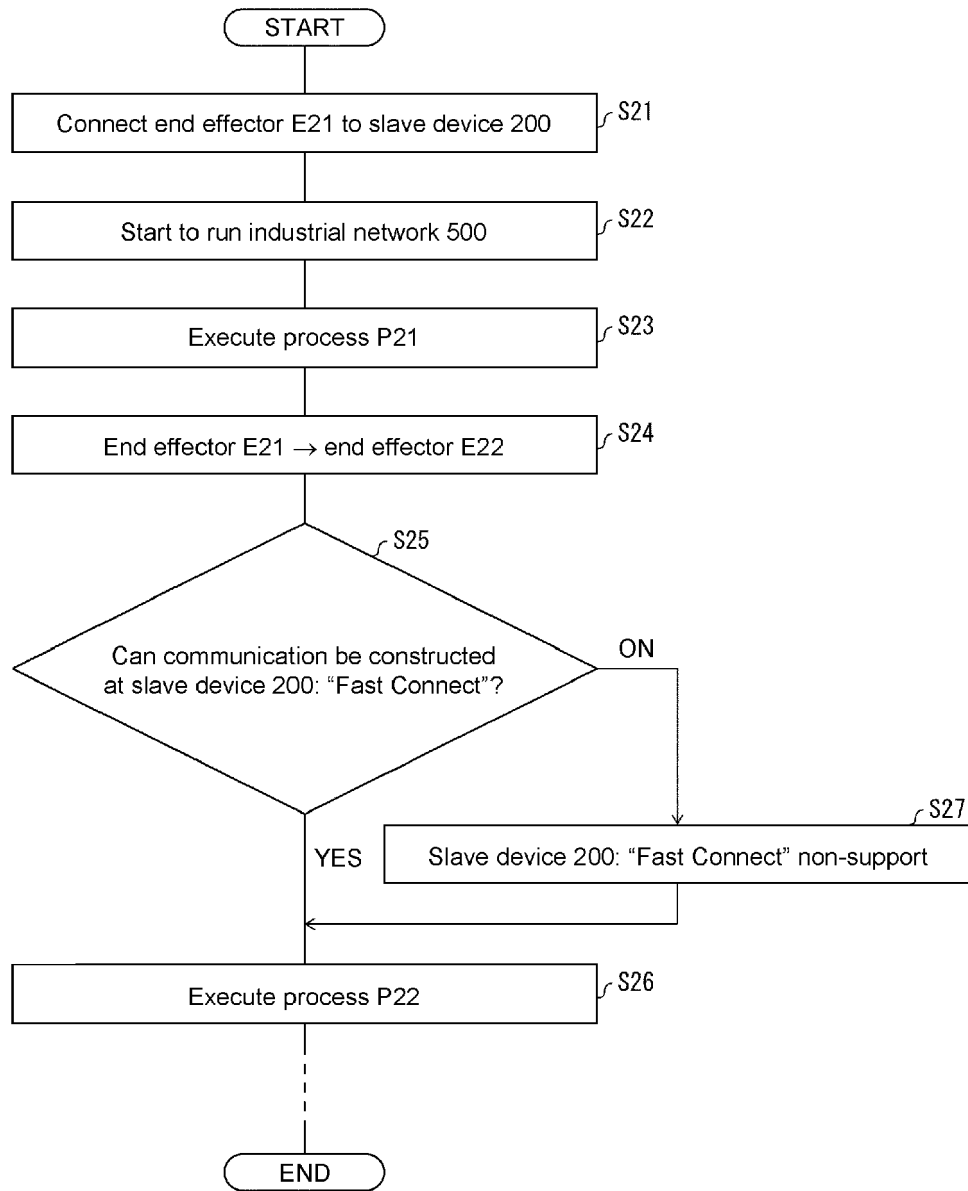 START
Connect end effector E21 to slave device 200
S21
Start to run industrial network 500
S22
Execute process P21
S23
End effector E21 → end effector E22
S24
S25
Can communication be constructed
at slave device 200: “Fast Connect”?
ON
YES
S27
Slave device 200: “Fast Connect” non-support
Execute process P22
S26
END